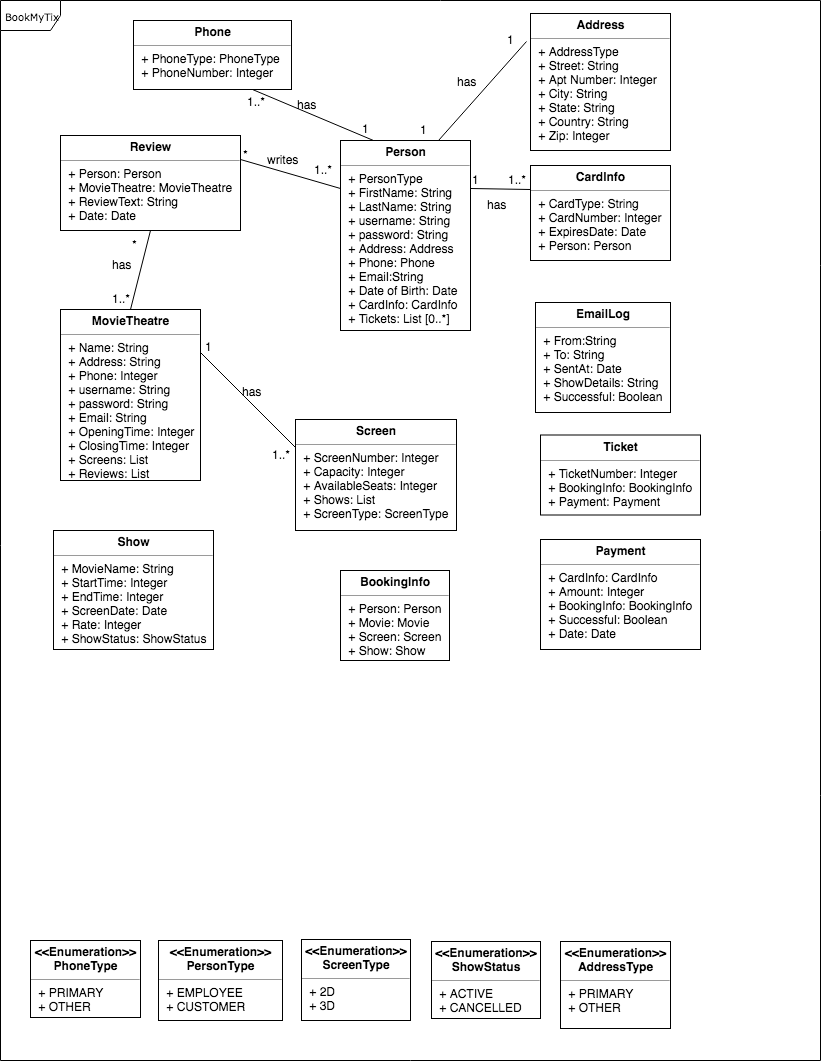 BookMyTix
Phone
+ PhoneType: PhoneType
+ PhoneNumber: Integer
1..*
has
1
Address
+ AddressType
+ Street: String
+ Apt Number: Integer
+ City: String
+ State: String
+ Country: String
+ Zip: Integer
1
has
1
Review
+ Person: Person
+ MovieTheatre: MovieTheatre
+ ReviewText: String
+ Date: Date
*
writes
1..*
Person
+ PersonType
+ FirstName: String
+ LastName: String
+ username: String
+ password: String
+ Address: Address
+ Phone: Phone
+ Email:String
+ Date of Birth: Date
+ CardInfo: CardInfo
+ Tickets: List [0..*]
1
1..*
has
CardInfo
+ CardType: String
+ CardNumber: Integer
+ ExpiresDate: Date
+ Person: Person
*
has
1..*
MovieTheatre
+ Name: String
+ Address: String
+ Phone: Integer
+ username: String
+ password: String
+ Email: String
+ OpeningTime: Integer
+ ClosingTime: Integer
+ Screens: List
+ Reviews: List
1
has
1..*
EmailLog
+ From:String
+ To: String
+ SentAt: Date
+ ShowDetails: String
+ Successful: Boolean
Screen
+ ScreenNumber: Integer
+ Capacity: Integer
+ AvailableSeats: Integer
+ Shows: List
+ ScreenType: ScreenType
Ticket
+ TicketNumber: Integer
+ BookingInfo: BookingInfo
+ Payment: Payment
Show
+ MovieName: String
+ StartTime: Integer
+ EndTime: Integer
+ ScreenDate: Date
+ Rate: Integer
+ ShowStatus: ShowStatus
BookingInfo
+ Person: Person
+ Movie: Movie
+ Screen: Screen
+ Show: Show
Payment
+ CardInfo: CardInfo
+ Amount: Integer
+ BookingInfo: BookingInfo
+ Successful: Boolean
+ Date: Date
<<Enumeration>>
PhoneType
+ PRIMARY
+ OTHER
<<Enumeration>>
PersonType
+ EMPLOYEE
+ CUSTOMER
<<Enumeration>>
ScreenType
+ 2D
+ 3D
<<Enumeration>>
ShowStatus
+ ACTIVE
+ CANCELLED
<<Enumeration>>
AddressType
+ PRIMARY
+ OTHER